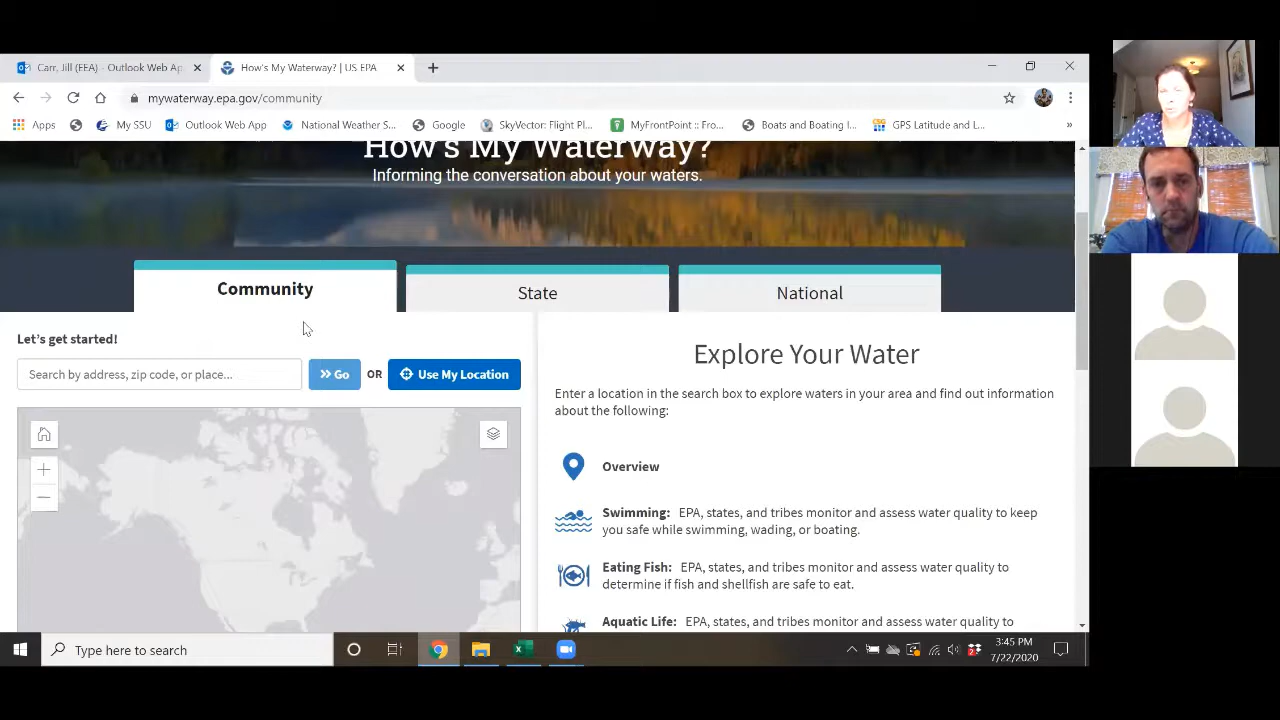 Carr, Jill (EEA) - Outlook Web Ap
How's My Waterway? | US EPA
mywaterway.epa.gov/community
Apps
My SSU
Outlook Web App
National Weather S...
Google
SkyVector: Flight Pl...
MyFrontPoint :: Fro...
Boats and Boating I...
GPS Latitude and L...
How's My Waterway?
Informing the conversation about your waters.
Community
State
National
Let's get started!
Search by address, zip code, or place...
Go
OR
Use My Location
Explore Your Water
Enter a location in the search box to explore waters in your area and find out information
about the following:
Overview
Swimming: EPA, states, and tribes monitor and assess water quality to keep
you safe while swimming, wading, or boating.
Eating Fish: EPA, states, and tribes monitor and assess water quality to
determine if fish and shellfish are safe to eat.
Aquatic Life: EPA, states, and tribes monitor and assess water quality to
Type here to search
3:45 PM
7/22/2020